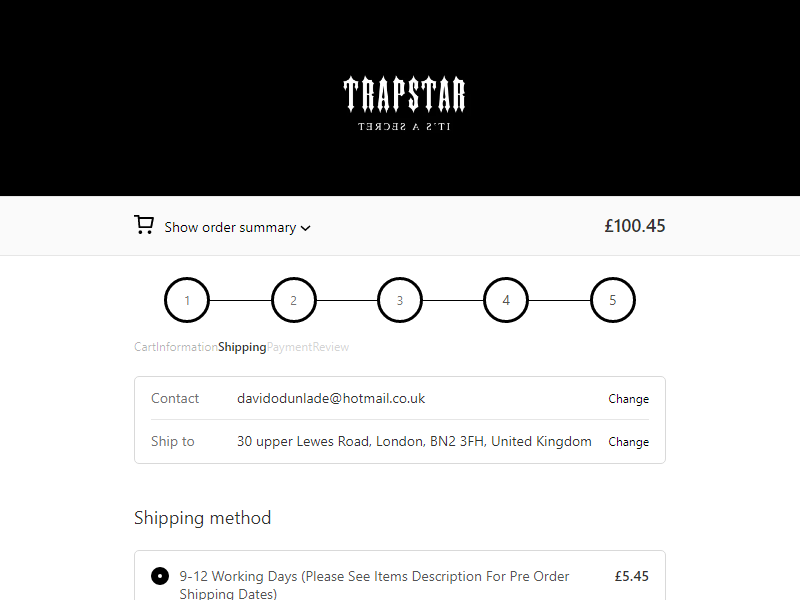 TRAPSTAR
IT'S A SECRET
Show order summary
£100.45
1 2 3 4 5
CartInformationShippingPaymentReview
Contact davidodunlade@hotmail.co.uk Change
Ship to 30 upper Lewes Road, London, BN2 3FH, United Kingdom Change
Shipping method
9-12 Working Days (Please See Items Description For Pre Order £5.45
Shipping Dates)